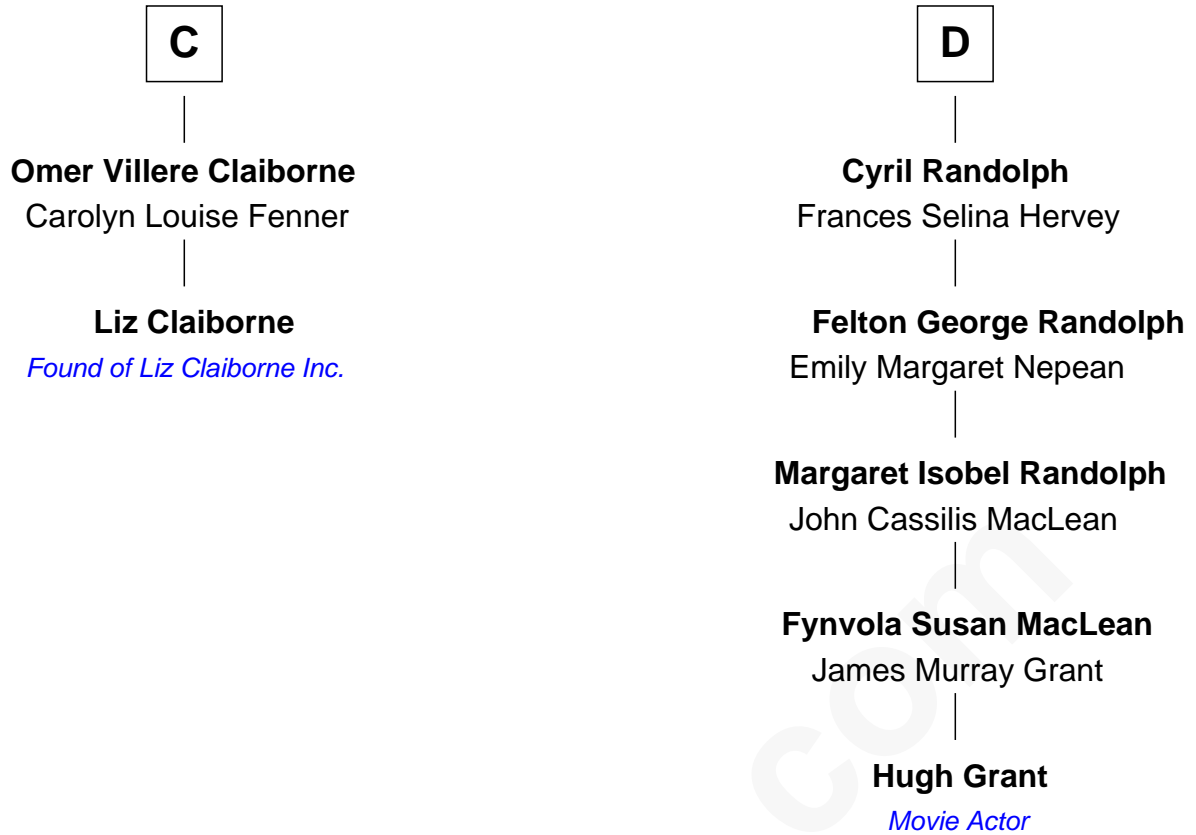 C
Omer Villere Claiborne
Carolyn Louise Fenner
Liz Claiborne
Found of Liz Claiborne Inc.
D
Cyril Randolph
Frances Selina Hervey
Felton George Randolph
Emily Margaret Nepean
Margaret Isobel Randolph
John Cassilis MacLean
Fynvola Susan MacLean
James Murray Grant
Hugh Grant
Movie Actor
com